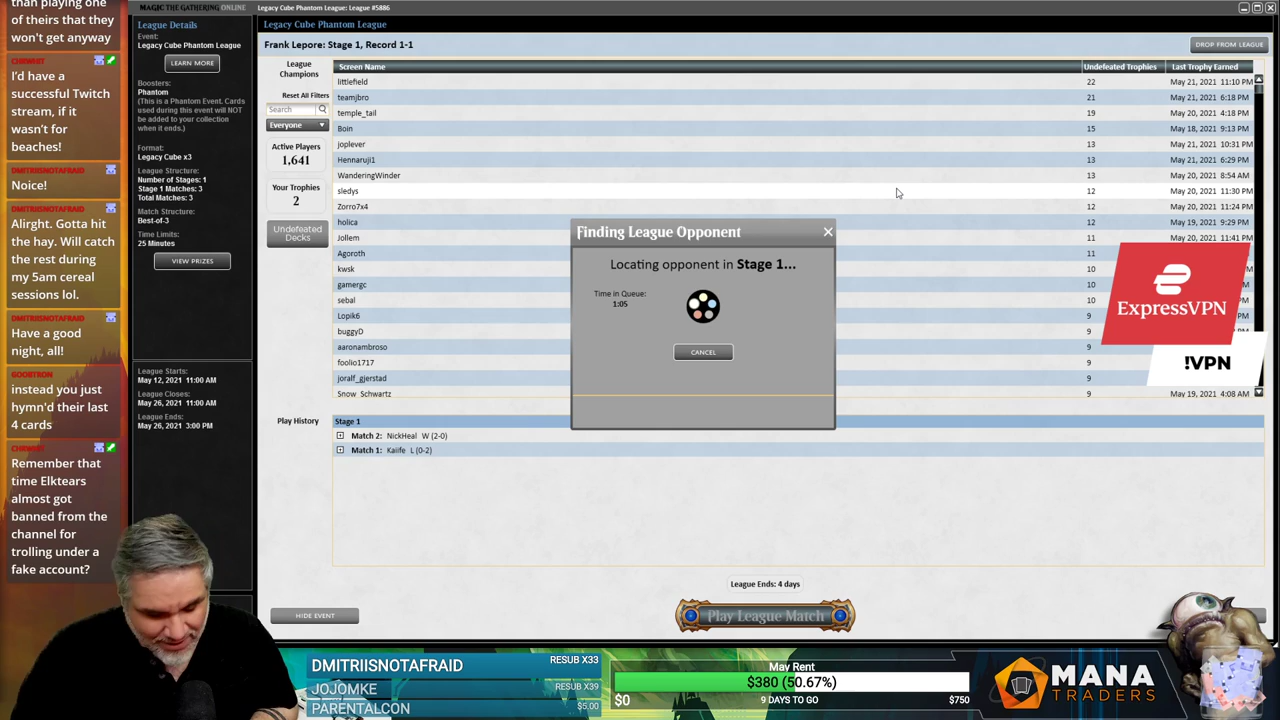 than playing one
of theirs that they
won't get anyway
CHRWHIT
I'd have a
successful Twitch
stream, if it
wasn't for
beaches!
DMITRIISNOTAFRAID
Noice!
DMITRIISNOTAFRAID
Alirght. Gotta hit
the hay. Will catch
the rest during
my 5am cereal
sessions lol.
DMITRIISNOTAFRAID
Have a good
night, all!
GOOBTRON
instead you just
hymn'd their last
4 cards
CHRWHIT
Remember that
time Elktears
almost got
banned from the
channel for
trolling under a
fake account?
MAGIC THE GATHERING ONLINE
Legacy Cube Phantom League: League #5886
League Details
Event:
Legacy Cube Phantom League
LEARN MORE
Boosters:
Phantom
(This is a Phantom Event. Cards
used during this event will NOT
be added to your collection
when it ends.)
Format:
Legacy Cube x3
League Structure:
Number of Stages: 1
Stage 1 Matches: 3
Total Matches: 3
Match Structure:
Best-of-3
Time Limits:
25 Minutes
VIEW PRIZES
League Starts:
May 12, 2021 11:00 AM
League Closes:
May 26, 2021 11:00 AM
League Ends:
May 26, 2021 3:00 PM
Legacy Cube Phantom League
Frank Lepore: Stage 1, Record 1-1
DROP FROM LEAGUE
League
Champions
Reset All Filters
Search
Everyone
Active Players
1,641
Your Trophies
2
Undefeated
Decks
Screen Name Undefeated Trophies Last Trophy Earned
littlefield 22 May 21, 2021 11:10 PM
teamjbro 21 May 21, 2021 6:18 PM
temple_tail 19 May 20, 2021 4:18 PM
Boin 15 May 18, 2021 9:13 PM
joplever 13 May 21, 2021 10:31 PM
Hennaruji1 13 May 21, 2021 6:29 PM
WanderingWinder 13 May 20, 2021 8:54 AM
sledys 12 May 20, 2021 11:30 PM
Zorro7x4 12 May 20, 2021 11:24 PM
holica 12 May 19, 2021 9:29 PM
Jollem 11 May 20, 2021 11:41 PM
Agoroth 11
kwsk 10
gamergc 10
sebal 10
Lopik6 9
buggyD 9
aaronambroso 9
foolio1717 9
joralf_gjerstad 9
Snow_Schwartz 9 May 19, 2021 4:08 AM
Finding League Opponent
Locating opponent in Stage 1...
Time in Queue:
1:05
CANCEL
ExpressVPN
!VPN
Play History
Stage 1
Match 2: NickHeal W (2-0)
Match 1: Kaiife L (0-2)
League Ends: 4 days
HIDE EVENT
Play League Match
DMITRIISNOTAFRAID RESUB X33
JOJOMKE RESUB X39
PARENTALCON $5.00
May Rent
$380 (50.67%)
$0 9 DAYS TO GO $750
MANA
TRADERS